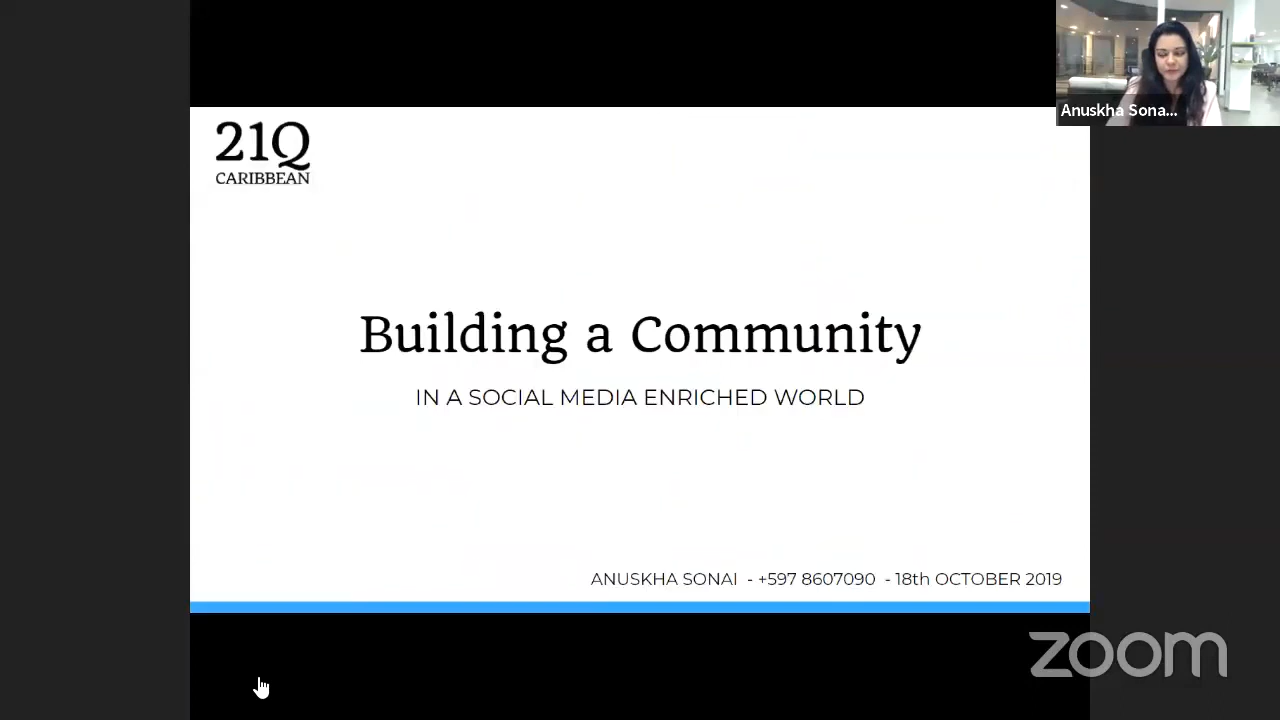 21Q
CARIBBEAN
Anuskha Sona...
Building a Community
IN A SOCIAL MEDIA ENRICHED WORLD
ANUSKHA SONAI - +597 8607090 - 18th OCTOBER 2019
zoom